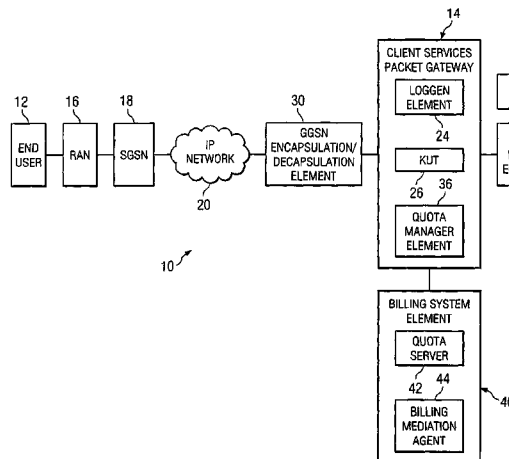 14
CLIENT SERVICES
PACKET GATEWAY
LOGGEN
ELEMENT
24
KUT
26
36
QUOTA
MANAGER
ELEMENT
12
END
USER
16
RAN
18
SGSN
IP
NETWORK
20
30
GGSN
ENCAPSULATION/
DECAPSULATION
ELEMENT
10
BILLING SYSTEM
ELEMENT
QUOTA
SERVER
42
44
BILLING
MEDIATION
AGENT